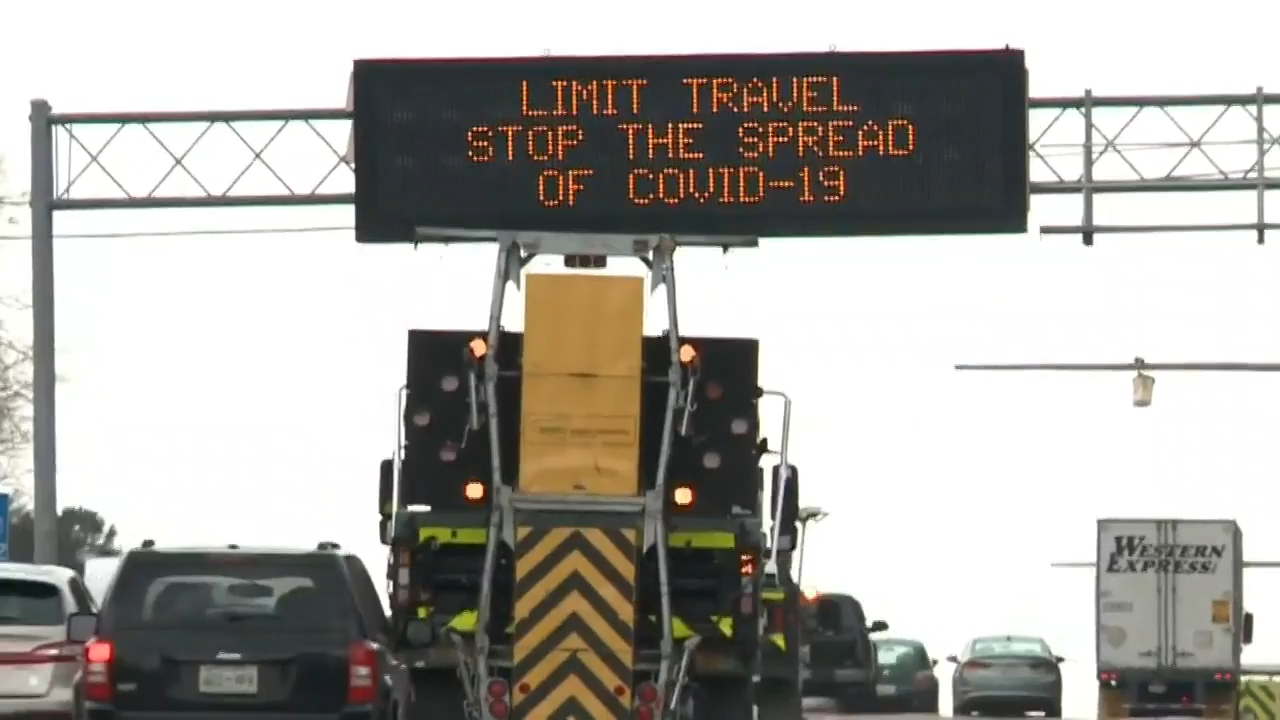 LIMIT TRAVEL
STOP THE SPREAD
OF COVID-19
WESTERN
EXPRESS